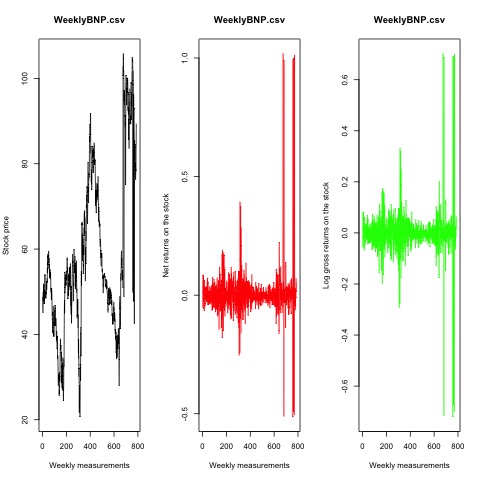 WeeklyBNP.csv
Stock price
20
40
60
80
100
0 200 400 600 800
Weekly measurements
WeeklyBNP.csv
Net returns on the stock
-0.5
0.0
0.5
1.0
0 200 400 600 800
Weekly measurements
WeeklyBNP.csv
Log gross returns on the stock
-0.6
-0.4
-0.2
0.0
0.2
0.4
0.6
0 200 400 600 800
Weekly measurements